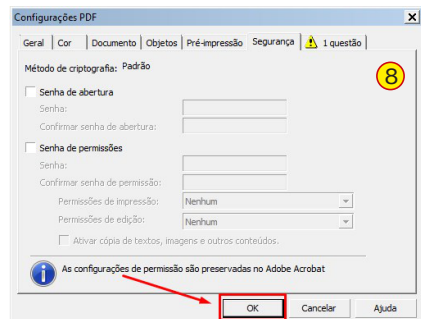 Configurações PDF
Geral Cor Documento Objetos Pré-impressão Segurança 1 questão
Método de criptografia: Padrão
8
Senha de abertura
Senha:
Confirmar senha de abertura:
Senha de permissões
Senha:
Confirmar senha de permissão:
Permissões de impressão: Nenhum
Permissões de edição: Nenhum
Ativar cópia de textos, imagens e outros conteúdos.
As configurações de permissão são preservadas no Adobe Acrobat
OK Cancelar Ajuda